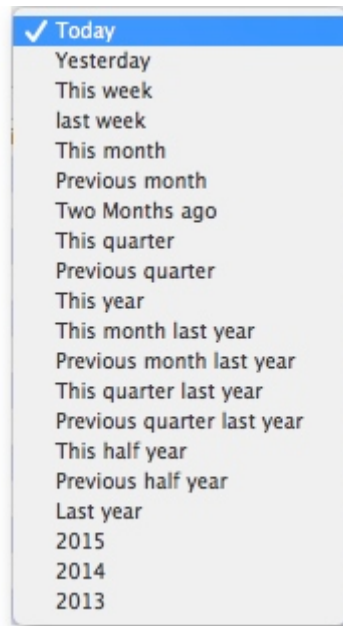 Today
Yesterday
This week
last week
This month
Previous month
Two Months ago
This quarter
Previous quarter
This year
This month last year
Previous month last year
This quarter last year
Previous quarter last year
This half year
Previous half year
Last year
2015
2014
2013